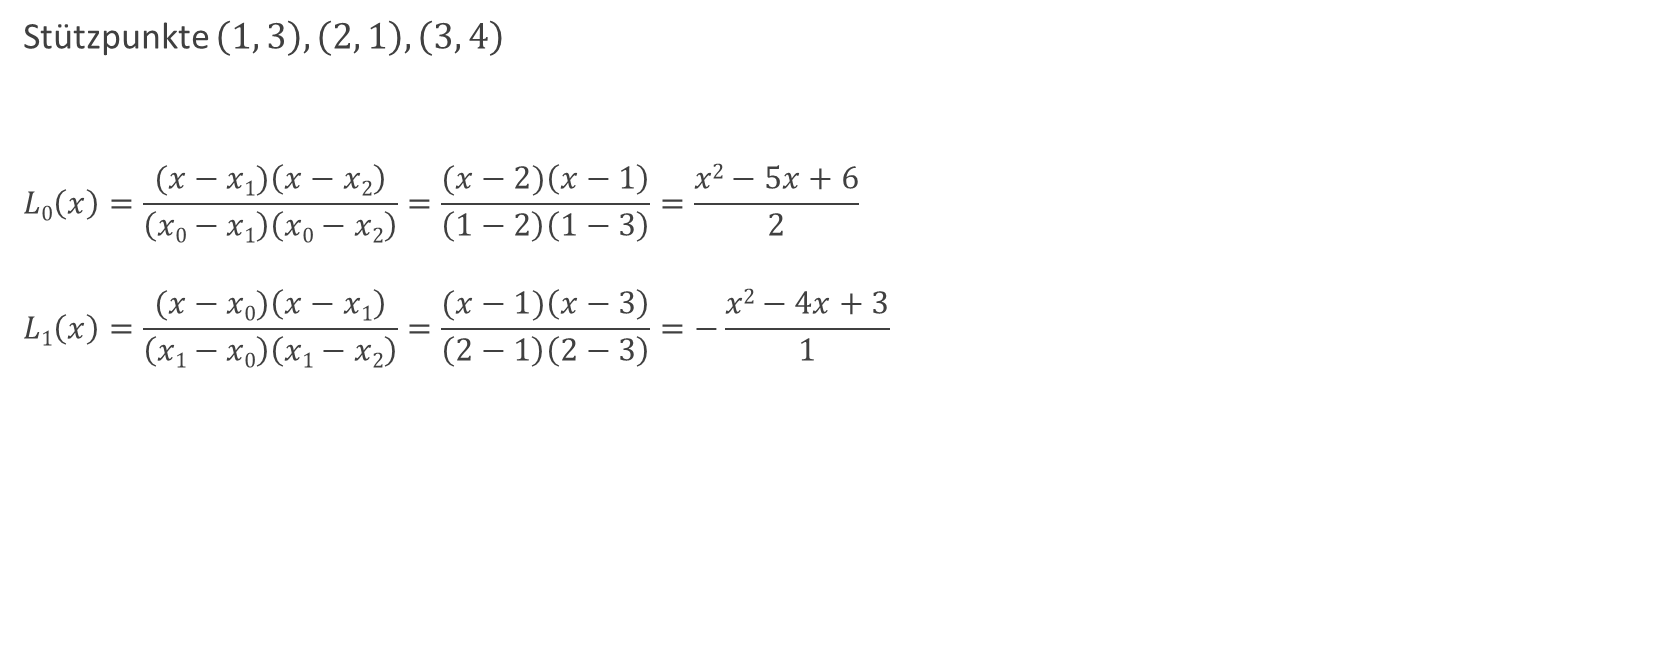 Stützpunkte (1, 3), (2, 1), (3, 4)
L₀(x) = (x − x₁)(x − x₂) / (x₀ − x₁)(x₀ − x₂) = (x − 2)(x − 1) / (1 − 2)(1 − 3) = x² − 5x + 6 / 2
L₁(x) = (x − x₀)(x − x₁) / (x₁ − x₀)(x₁ − x₂) = (x − 1)(x − 3) / (2 − 1)(2 − 3) = − x² − 4x + 3 / 1